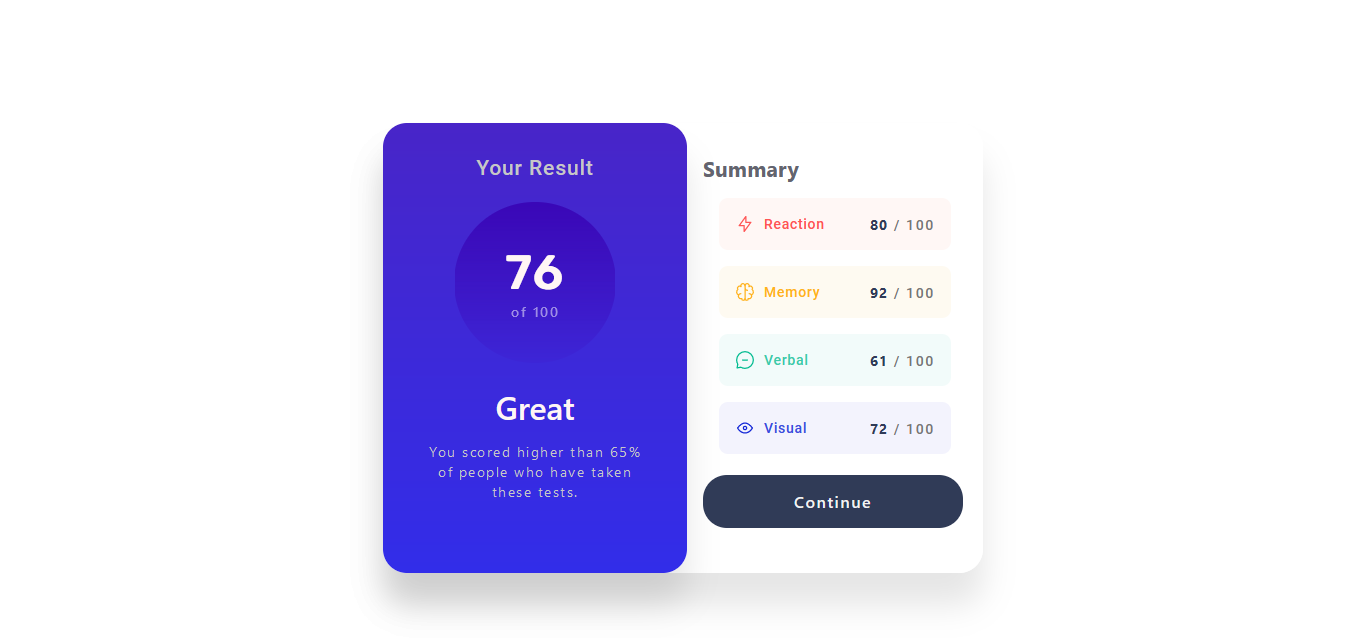 Your Result
76
of 100
Great
You scored higher than 65%
of people who have taken
these tests.
Summary
Reaction 80 / 100
Memory 92 / 100
Verbal 61 / 100
Visual 72 / 100
Continue